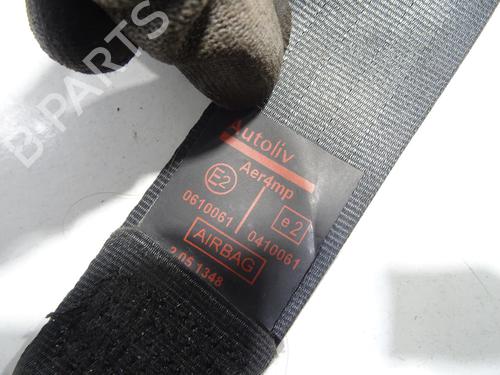 B-PARTS
Autoliv
Aer4mp
E2
e2
0610061
0410061
AIRBAG
2 05 1348